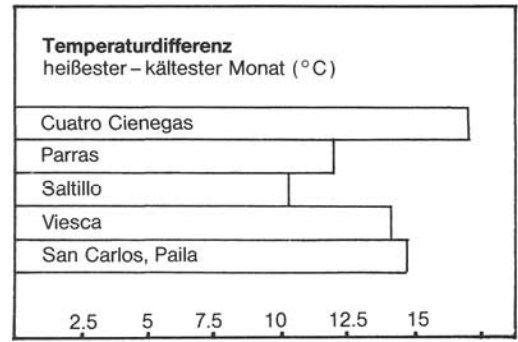 Temperaturdifferenz
heißester – kältester Monat (°C)
Cuatro Cienegas
Parras
Saltillo
Viesca
San Carlos, Paila
2.5 5 7.5 10 12.5 15